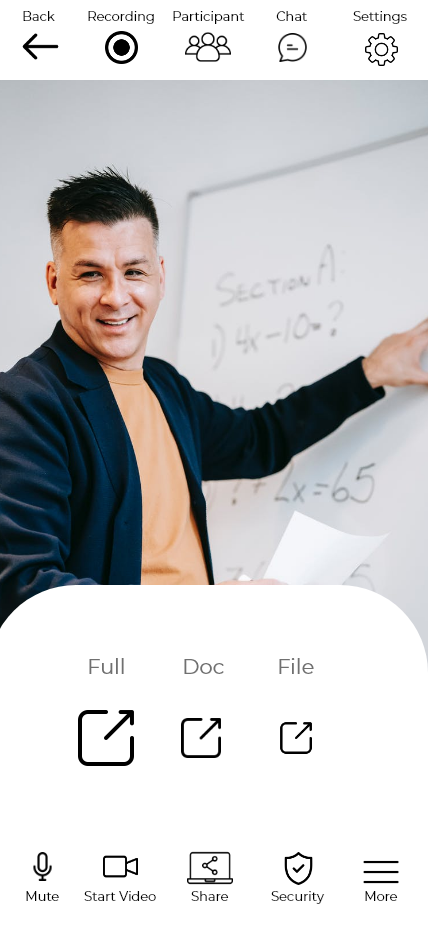 Back Recording Participant Chat Settings
SECTION A:
1) 4x-10=?
?+2x=65
Full Doc File
Mute Start Video Share Security More